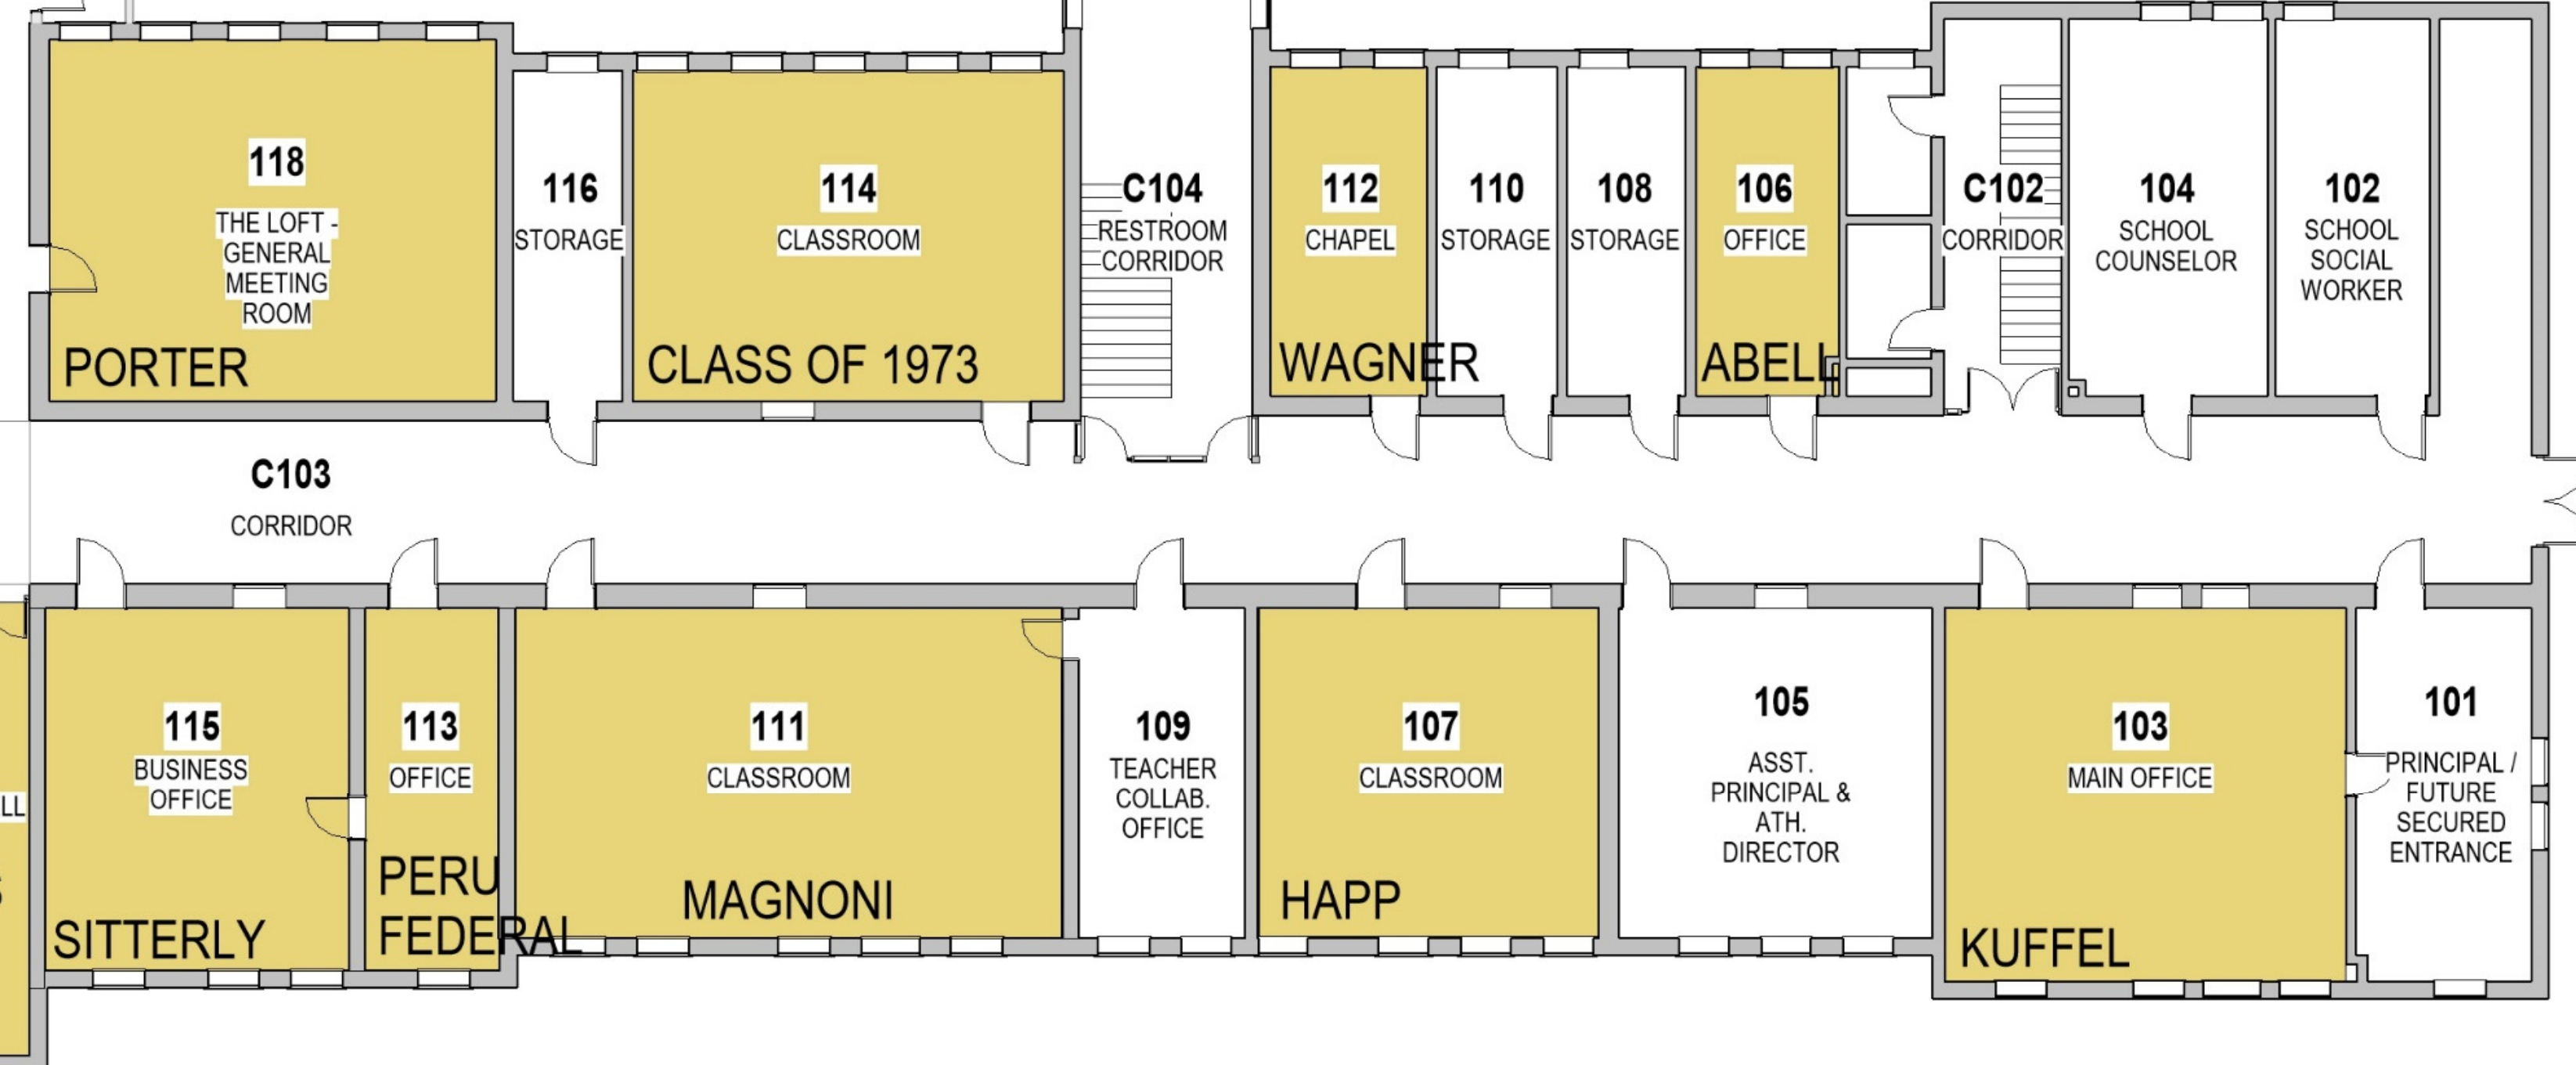 118
THE LOFT -
GENERAL
MEETING
ROOM
PORTER
116
STORAGE
114
CLASSROOM
CLASS OF 1973
C104
RESTROOM
CORRIDOR
112
CHAPEL
WAGNER
110
STORAGE
108
STORAGE
106
OFFICE
ABELL
C102
CORRIDOR
104
SCHOOL
COUNSELOR
102
SCHOOL
SOCIAL
WORKER
C103
CORRIDOR
LL
115
BUSINESS
OFFICE
SITTERLY
113
OFFICE
PERU
FEDERAL
111
CLASSROOM
MAGNONI
109
TEACHER
COLLAB.
OFFICE
107
CLASSROOM
HAPP
105
ASST.
PRINCIPAL &
ATH.
DIRECTOR
103
MAIN OFFICE
KUFFEL
101
PRINCIPAL /
FUTURE
SECURED
ENTRANCE